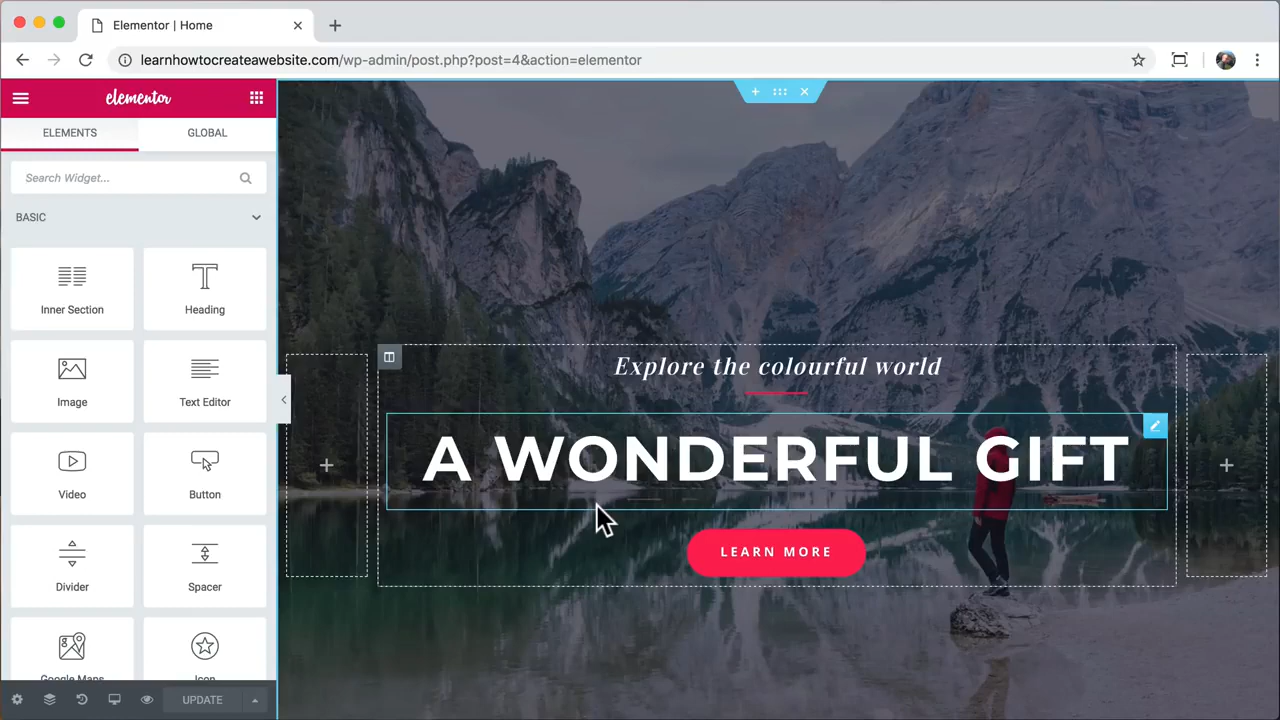 Elementor | Home
learnhowtocreateawebsite.com/wp-admin/post.php?post=4&action=elementor
elementor
ELEMENTS GLOBAL
Search Widget...
BASIC
Inner Section Heading
Image Text Editor
Video Button
Divider Spacer
Google Maps Icon
UPDATE
Explore the colourful world
A WONDERFUL GIFT
LEARN MORE